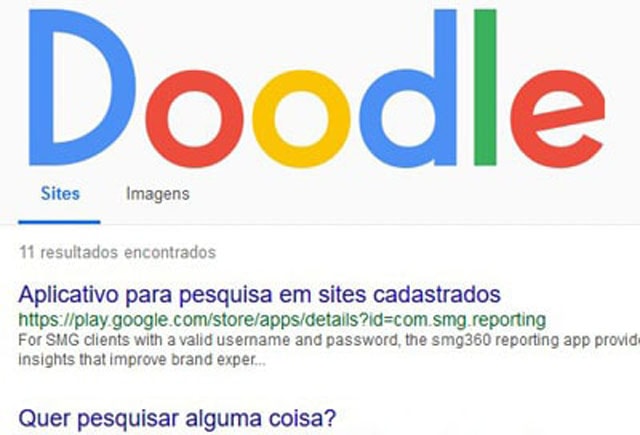 Doodle
Sites Imagens
11 resultados encontrados
Aplicativo para pesquisa em sites cadastrados
https://play.google.com/store/apps/details?id=com.smg.reporting
For SMG clients with a valid username and password, the smg360 reporting app provid
insights that improve brand exper...
Quer pesquisar alguma coisa?